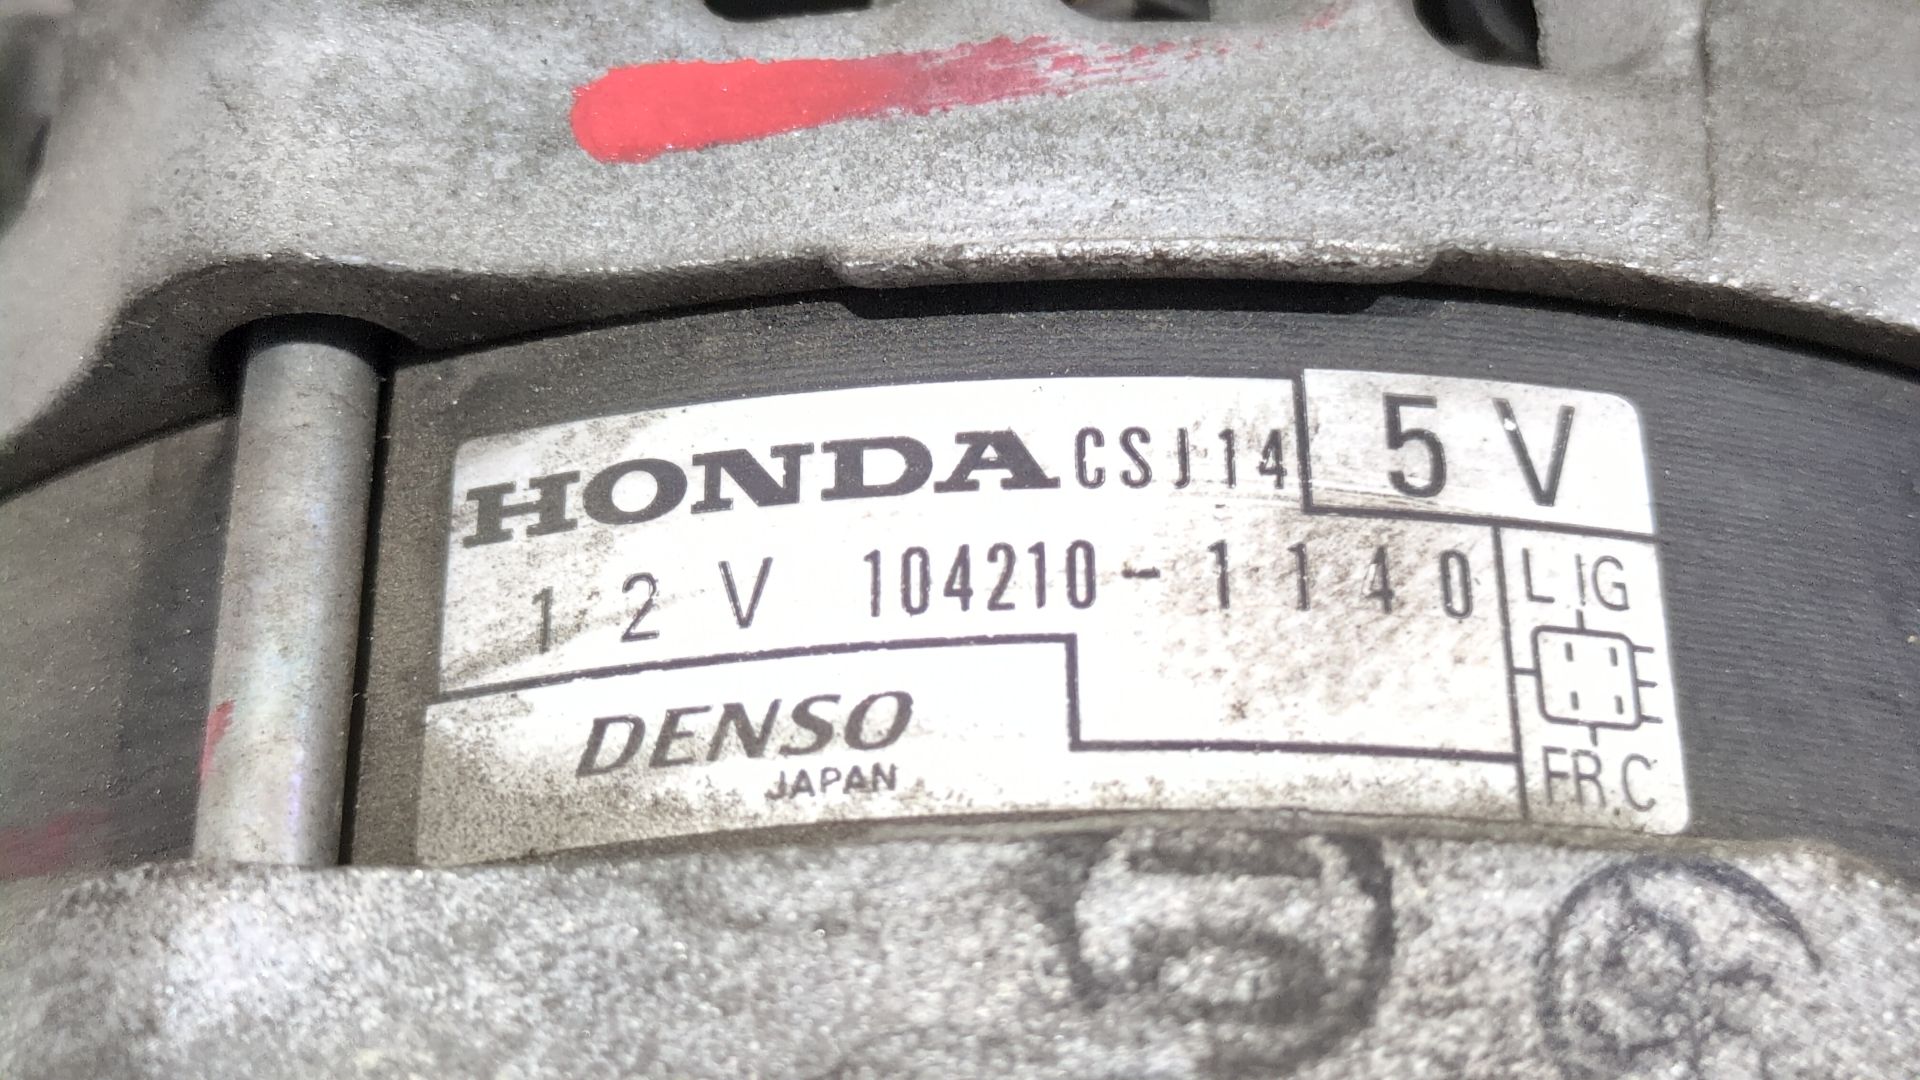 HONDA CSJ14 5V
12V 104210-1140
L IG
DENSO
JAPAN
FR.C